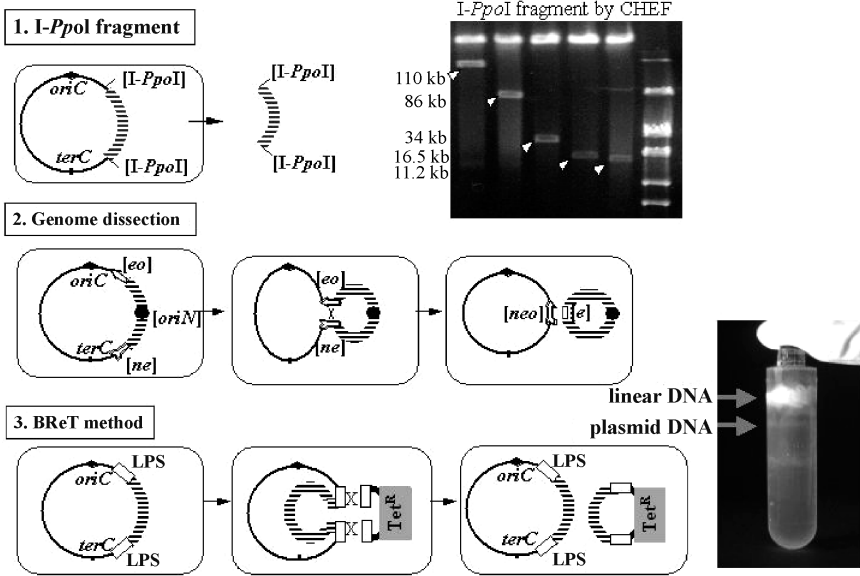 1. I-PpoI fragment
I-PpoI fragment by CHEF
[I-PpoI]
oriC
terC
[I-PpoI]
[I-PpoI]
[I-PpoI]
110 kb
86 kb
34 kb
16.5 kb
11.2 kb
2. Genome dissection
[eo]
oriC
[oriN]
terC
[ne]
[eo]
[ne]
[neo]
[e]
3. BReT method
LPS
oriC
terC
LPS
TetR
LPS
oriC
terC
LPS
TetR
linear DNA
plasmid DNA